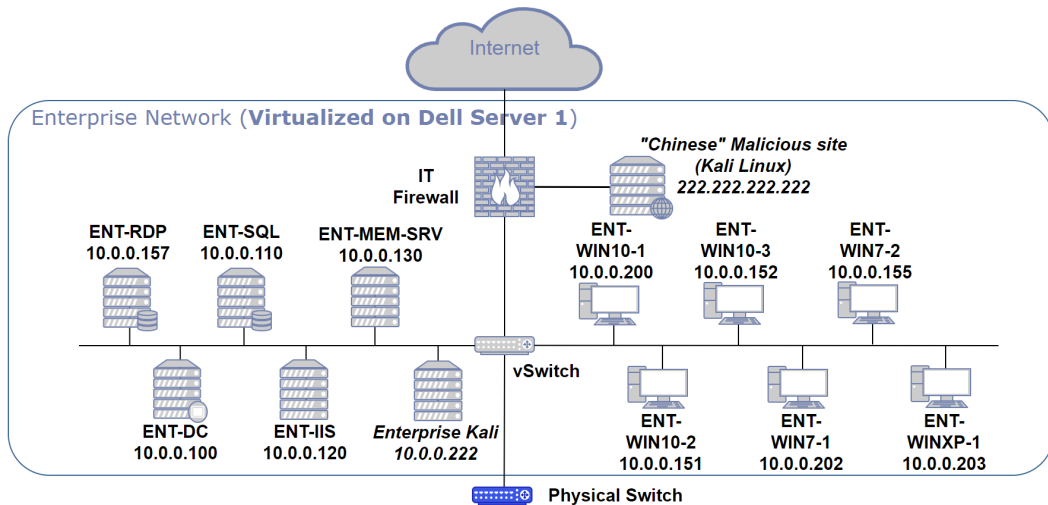 Internet
Enterprise Network (Virtualized on Dell Server 1)
"Chinese" Malicious site
(Kali Linux)
222.222.222.222
IT
Firewall
ENT-RDP
10.0.0.157
ENT-SQL
10.0.0.110
ENT-MEM-SRV
10.0.0.130
ENT-
WIN10-1
10.0.0.200
ENT-
WIN10-3
10.0.0.152
ENT-
WIN7-2
10.0.0.155
vSwitch
ENT-DC
10.0.0.100
ENT-IIS
10.0.0.120
Enterprise Kali
10.0.0.222
ENT-
WIN10-2
10.0.0.151
ENT-
WIN7-1
10.0.0.202
ENT-
WINXP-1
10.0.0.203
Physical Switch